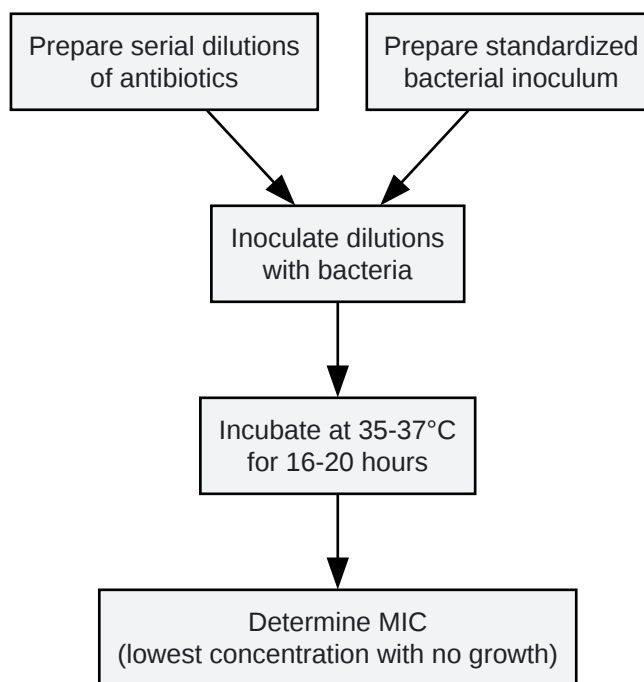 Prepare serial dilutions
of antibiotics
Prepare standardized
bacterial inoculum
Inoculate dilutions
with bacteria
Incubate at 35-37°C
for 16-20 hours
Determine MIC
(lowest concentration with no growth)